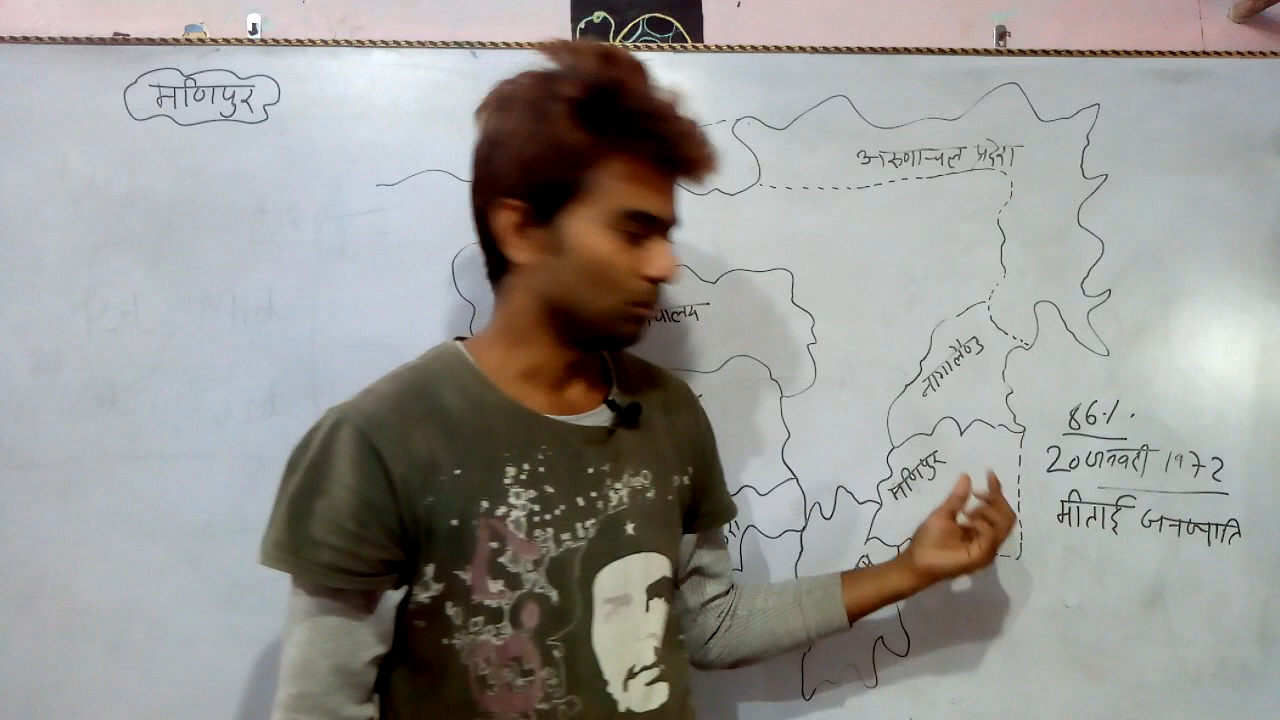 मणिपुर
अरुणाचल प्रदेश
नागालैण्ड
मणिपुर
86%.
20 जनवरी 1972
मीताई जनजाति